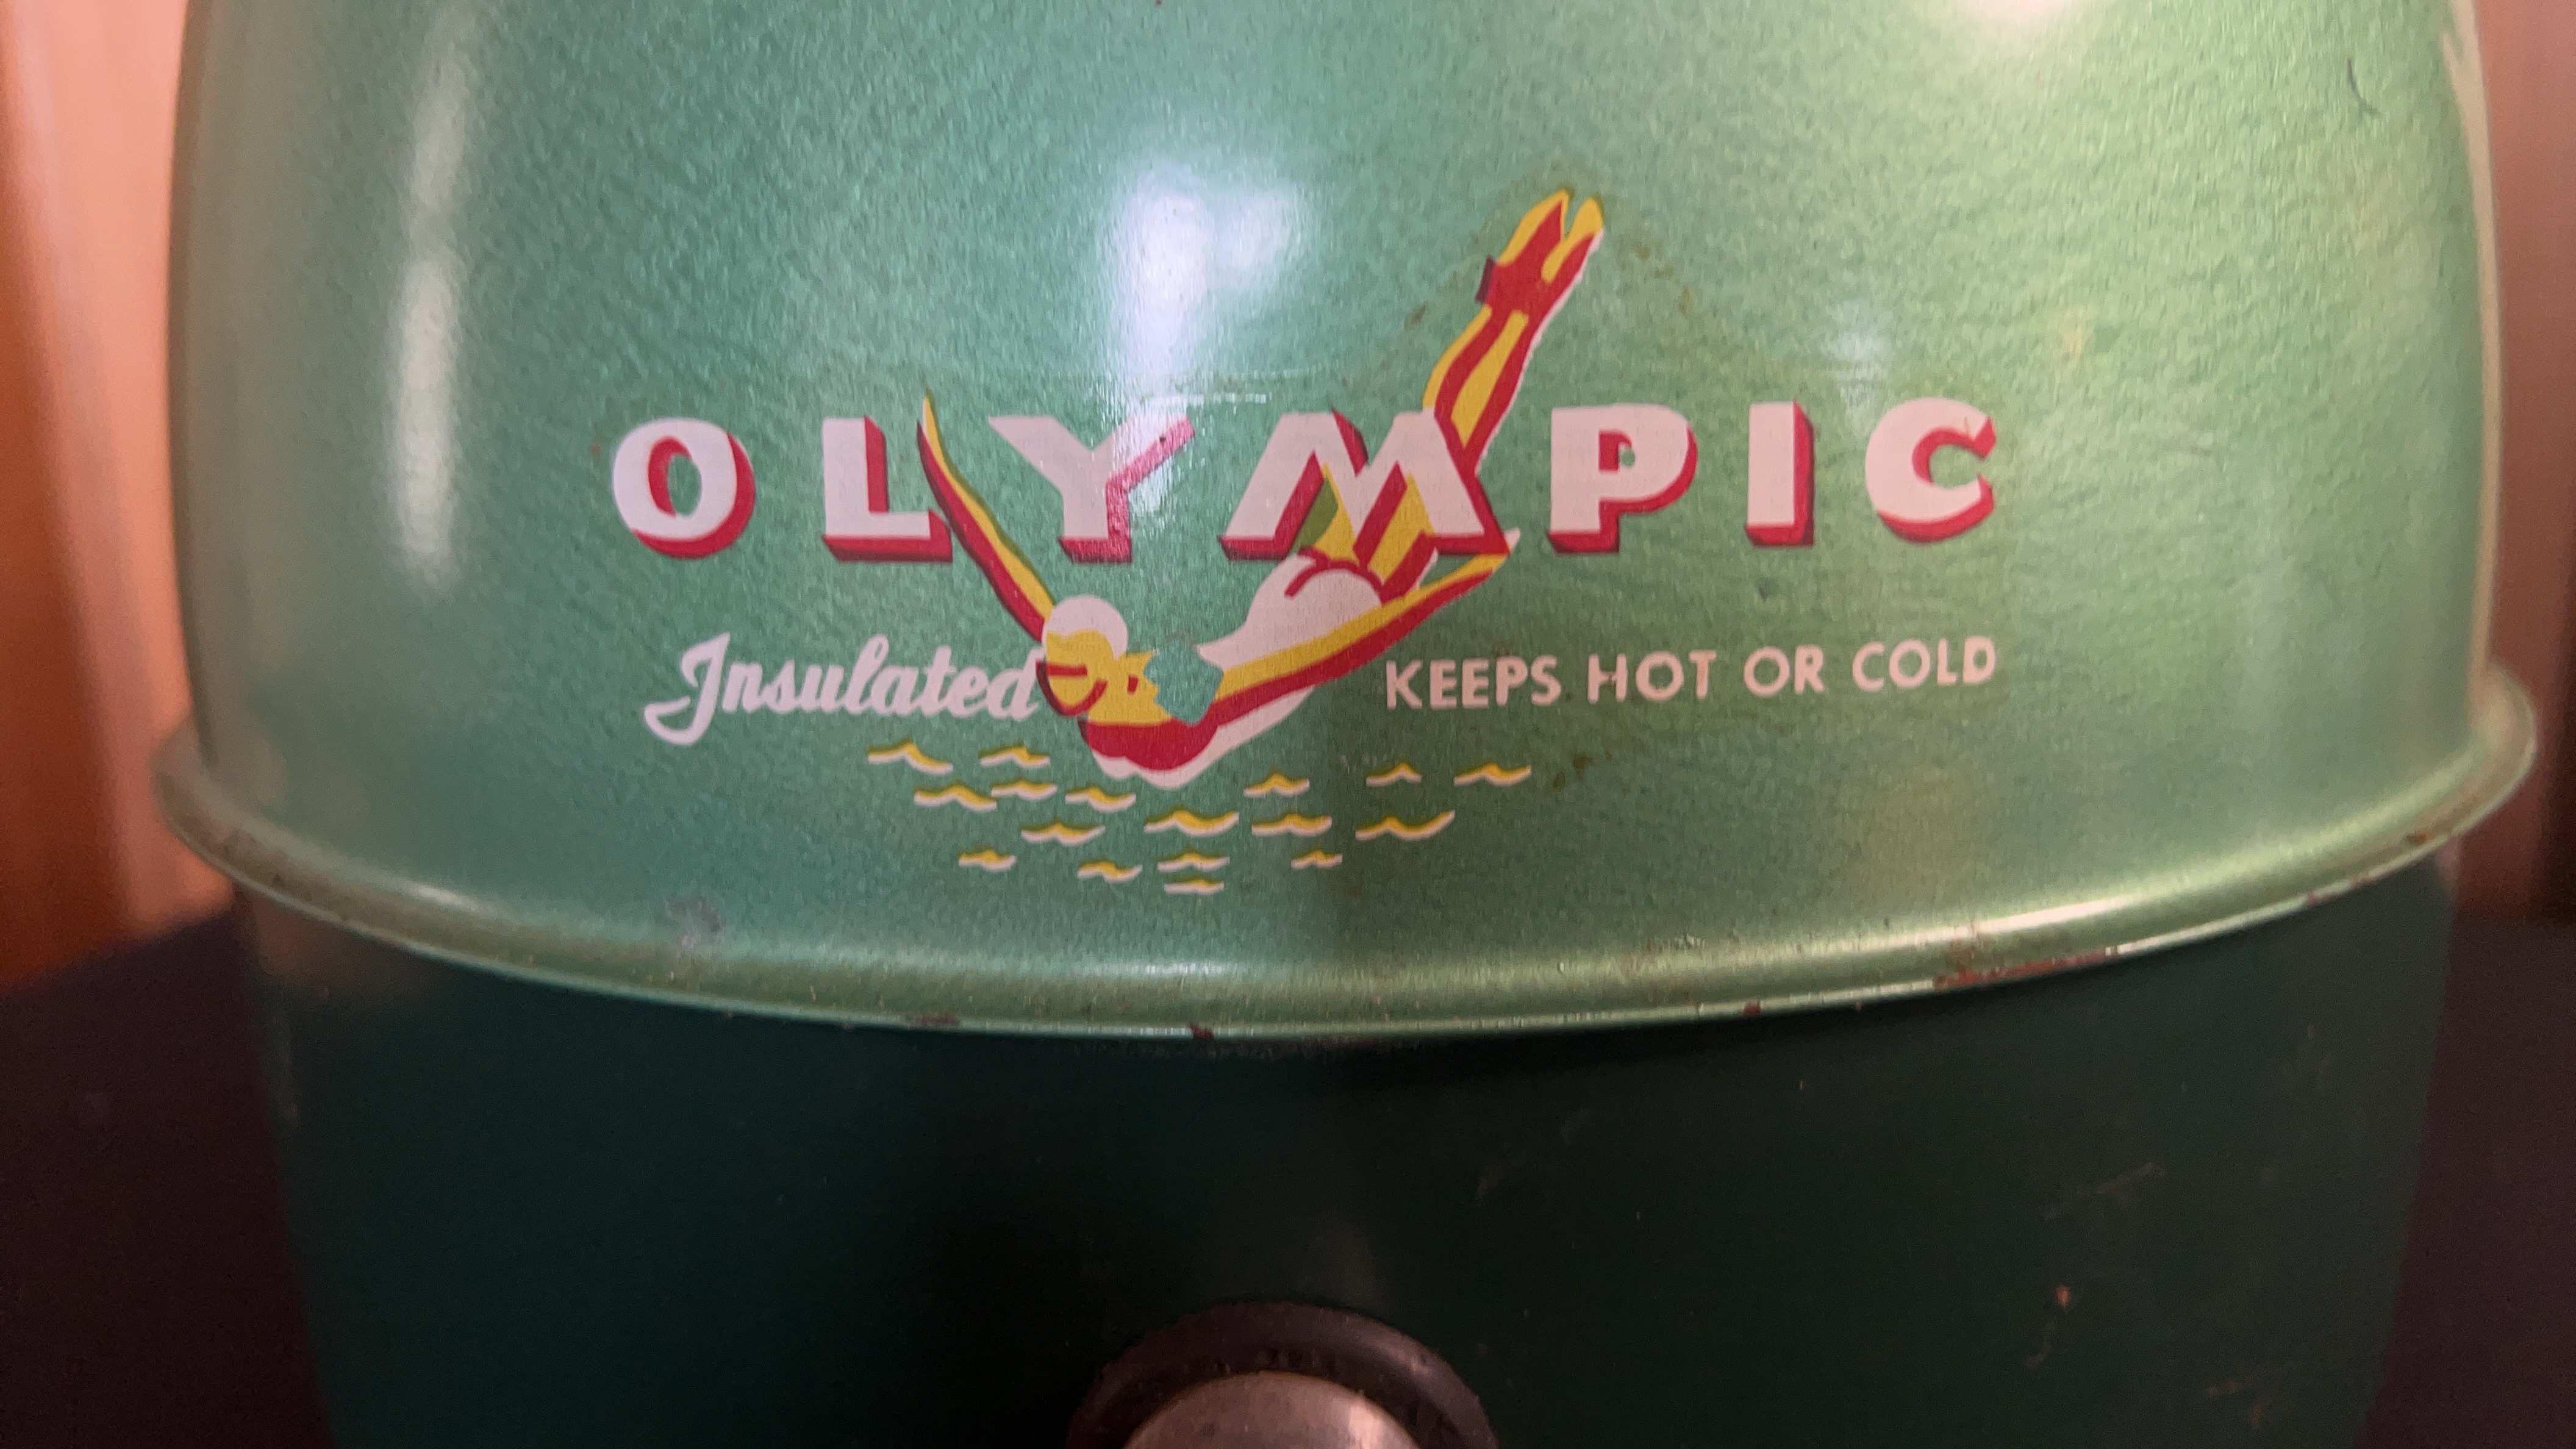 OLYMPIC
Insulated KEEPS HOT OR COLD